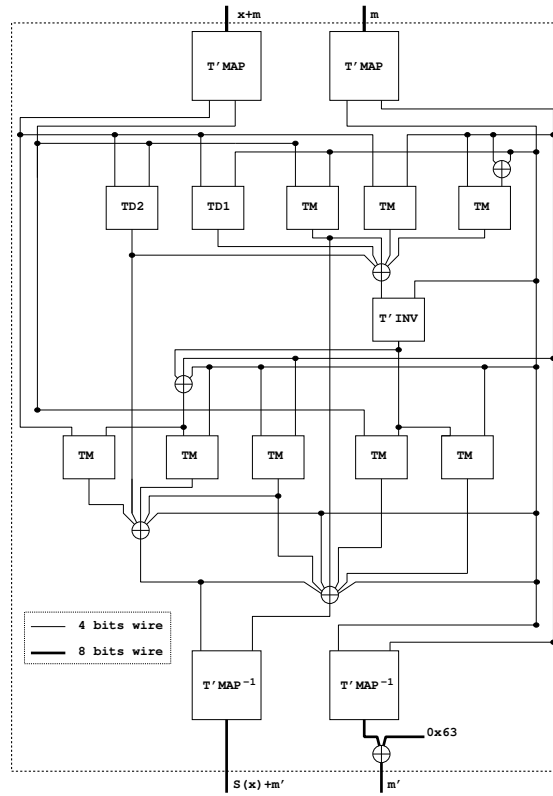 x+m m
T'MAP T'MAP
TD2 TD1 TM TM TM
T'INV
TM TM TM TM TM
4 bits wire
8 bits wire
T'MAP⁻¹ T'MAP⁻¹
0x63
S(x)+m' m'